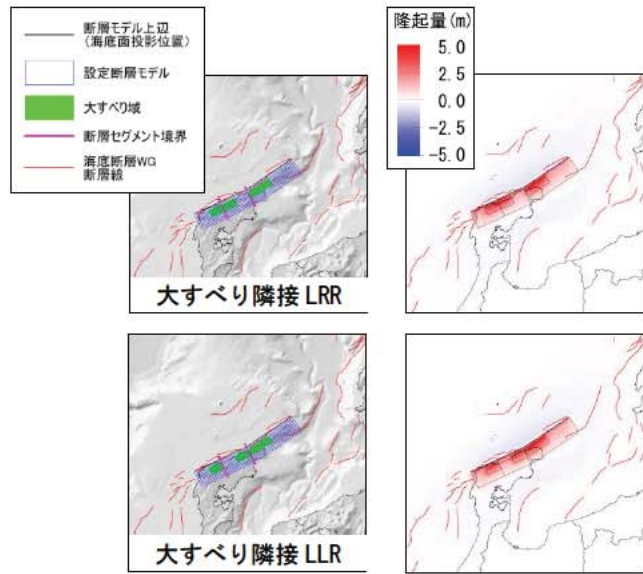 断層モデル上辺
（海底面投影位置）
設定断層モデル
大すべり域
断層セグメント境界
海底断層WG
断層線
隆起量(m)
5.0
2.5
0.0
-2.5
-5.0
大すべり隣接 LRR
大すべり隣接 LLR